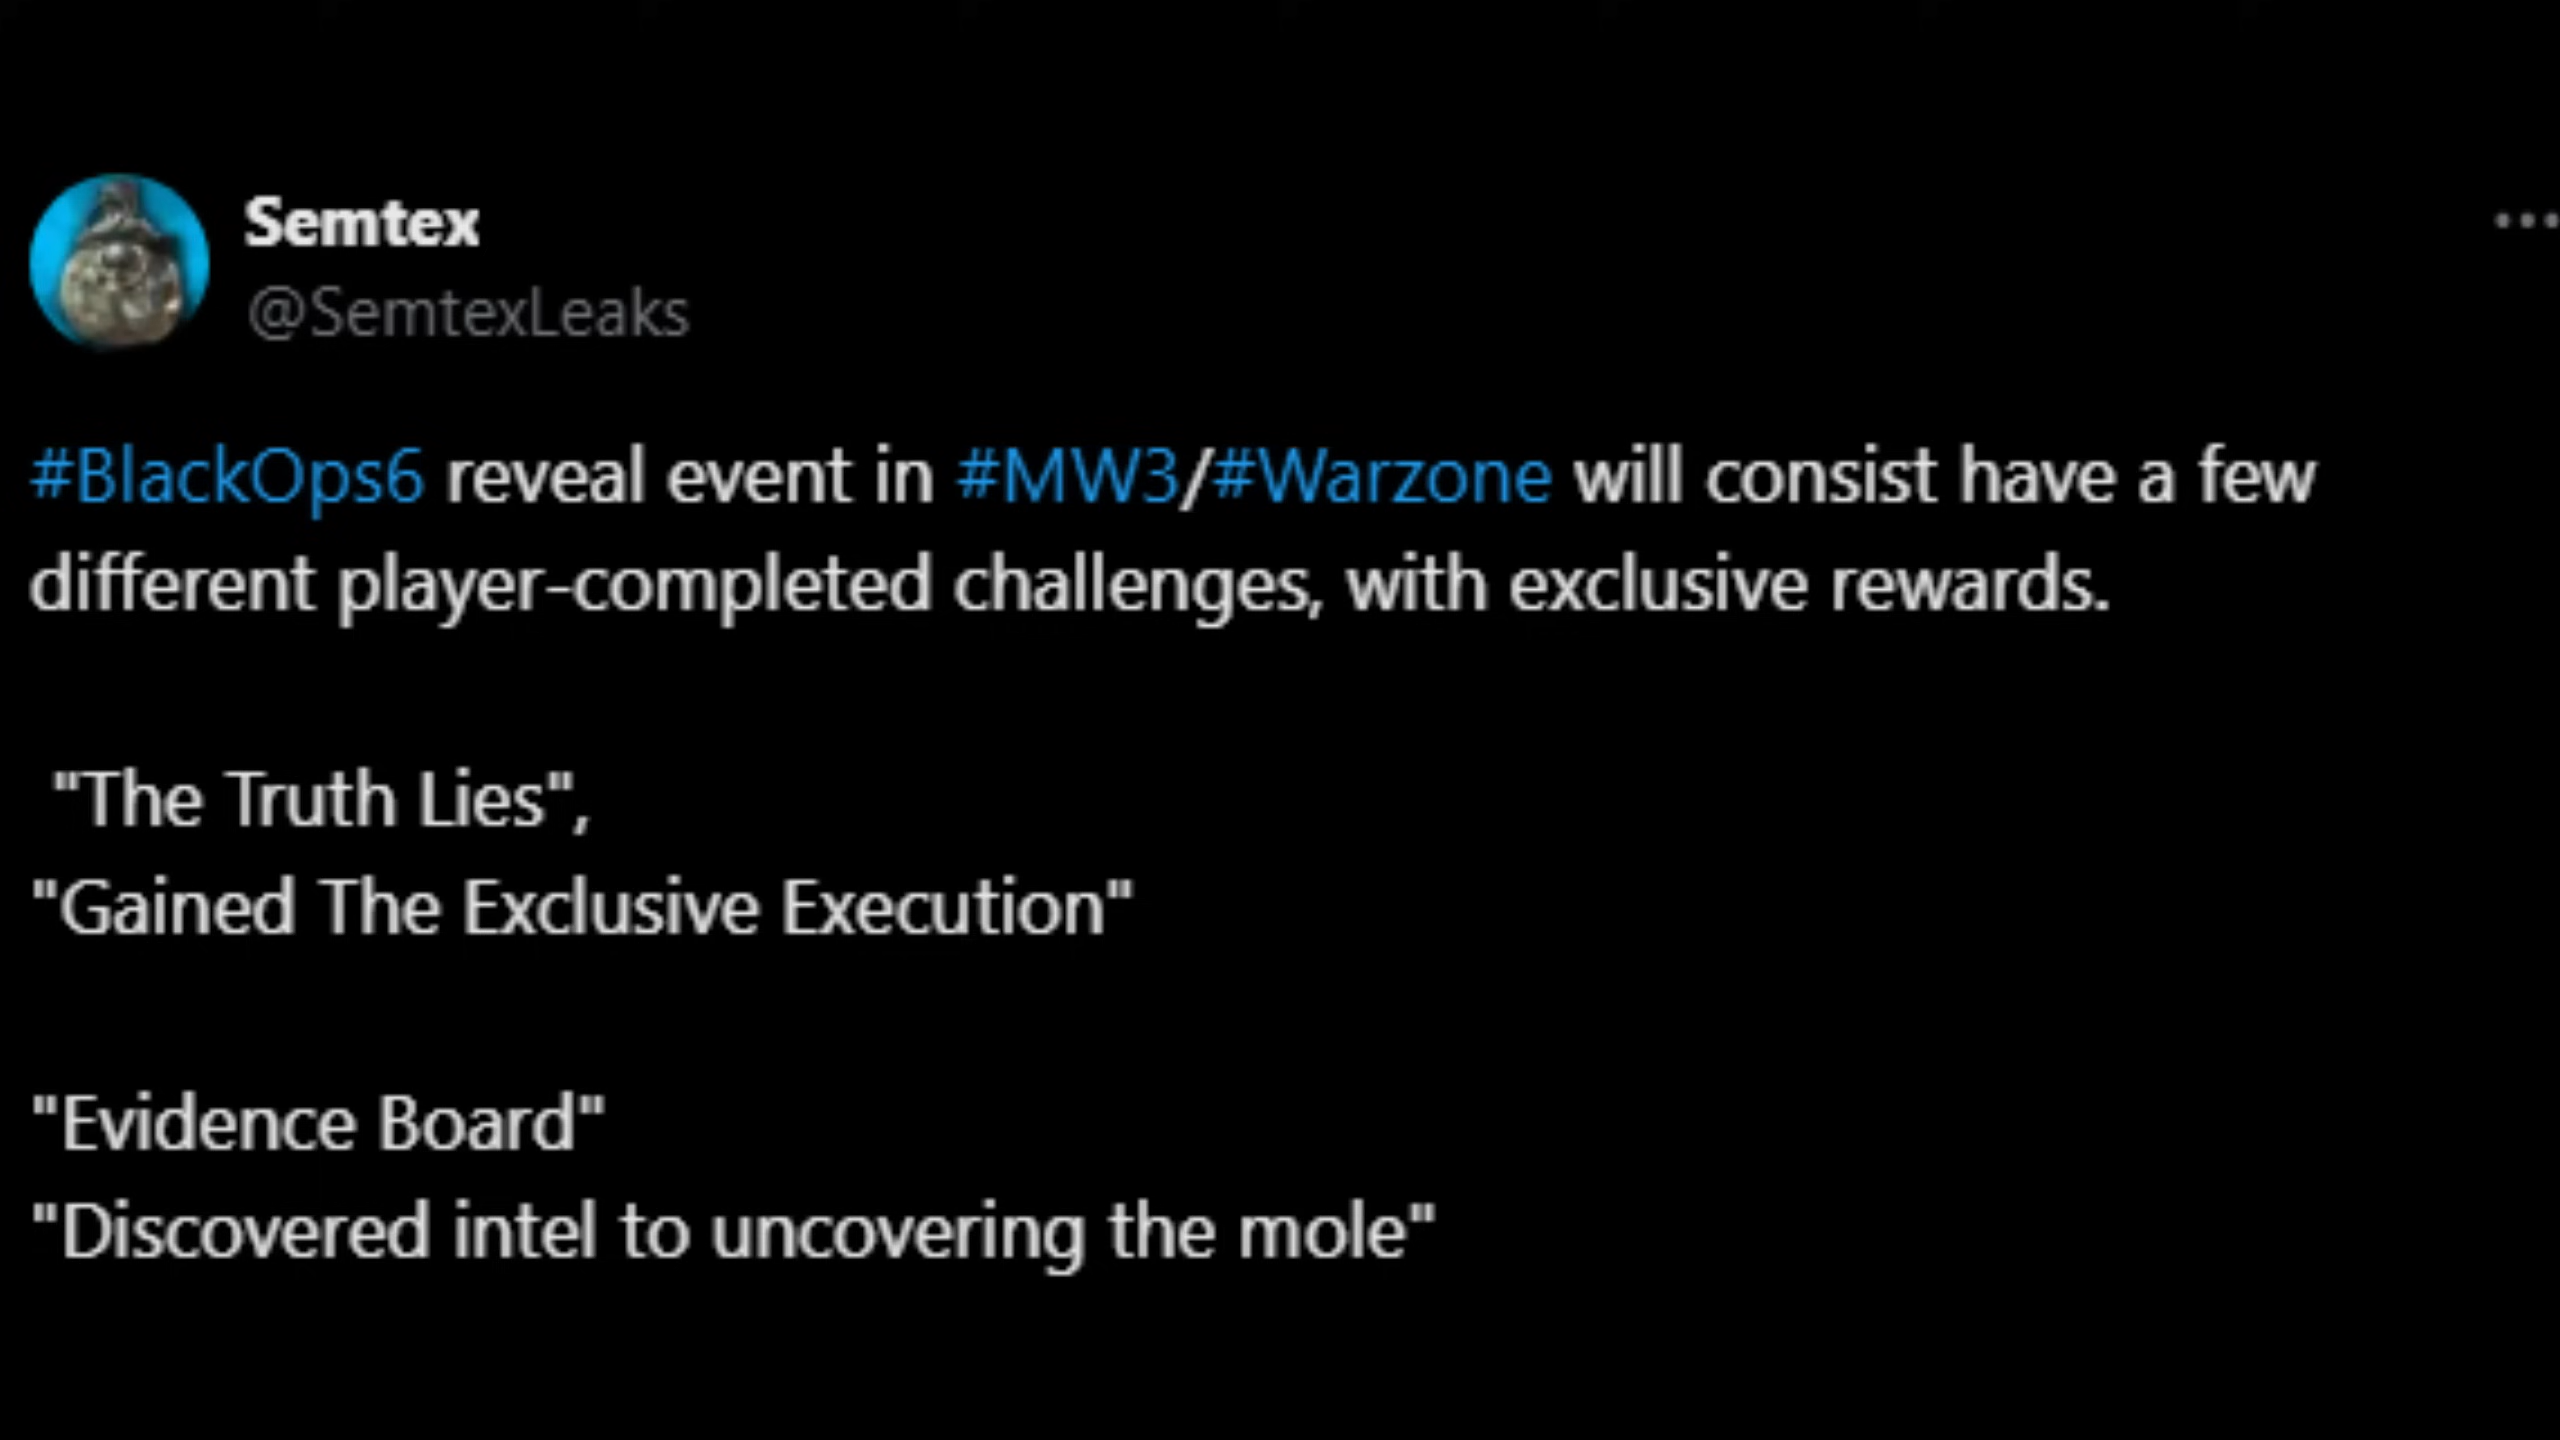 Semtex
@SemtexLeaks
#BlackOps6 reveal event in #MW3/#Warzone will consist have a few
different player-completed challenges, with exclusive rewards.
"The Truth Lies",
"Gained The Exclusive Execution"
"Evidence Board"
"Discovered intel to uncovering the mole"